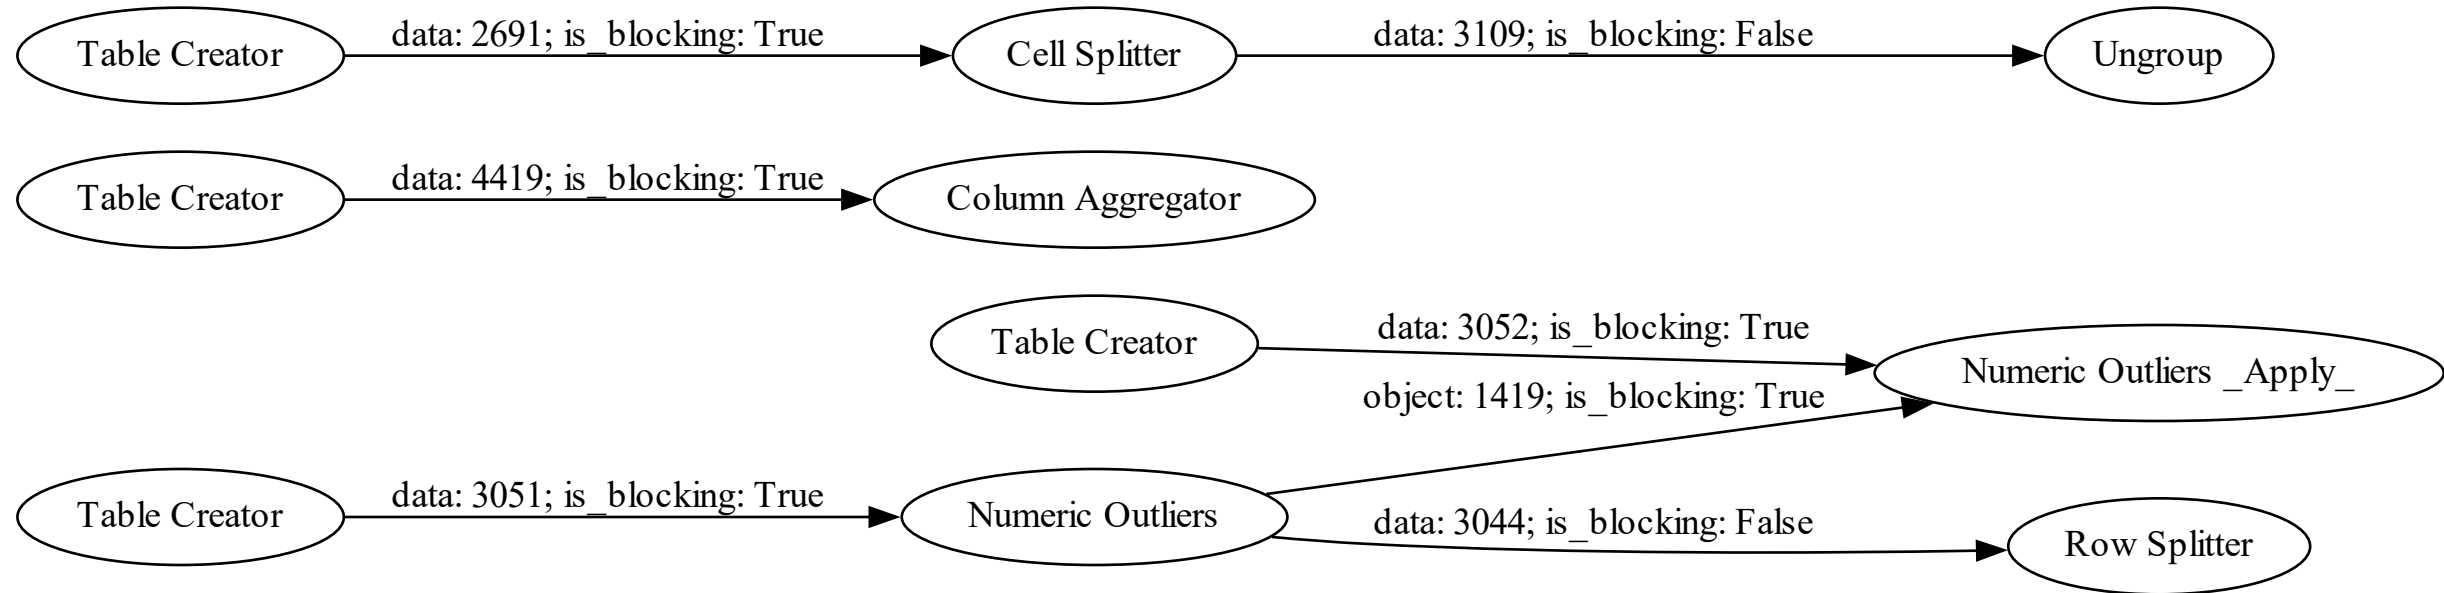 Table Creator
data: 2691; is_blocking: True
Cell Splitter
data: 3109; is_blocking: False
Ungroup
Table Creator
data: 4419; is_blocking: True
Column Aggregator
Table Creator
data: 3052; is_blocking: True
Numeric Outliers _Apply_
object: 1419; is_blocking: True
Table Creator
data: 3051; is_blocking: True
Numeric Outliers
data: 3044; is_blocking: False
Row Splitter